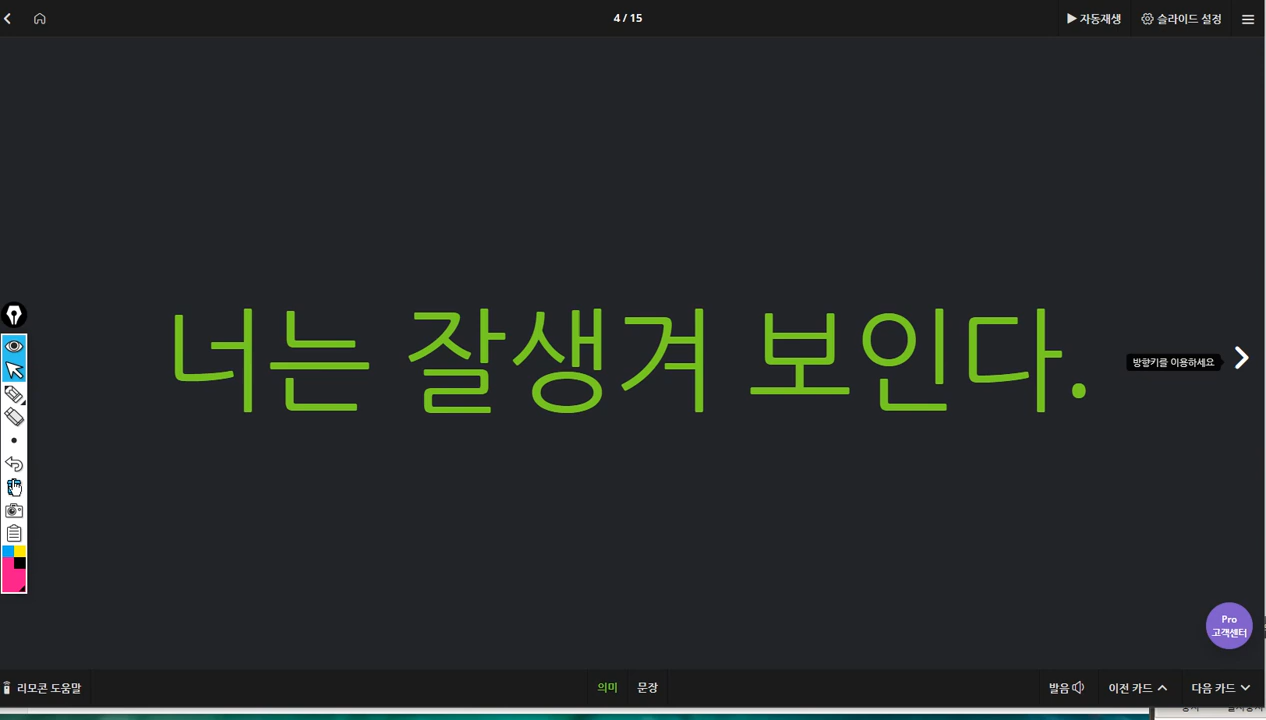 4 / 15
자동재생
슬라이드 설정
너는 잘생겨 보인다.
방향키를 이용하세요
Pro
고객센터
리모콘 도움말
의미
문장
발음
이전 카드
다음 카드